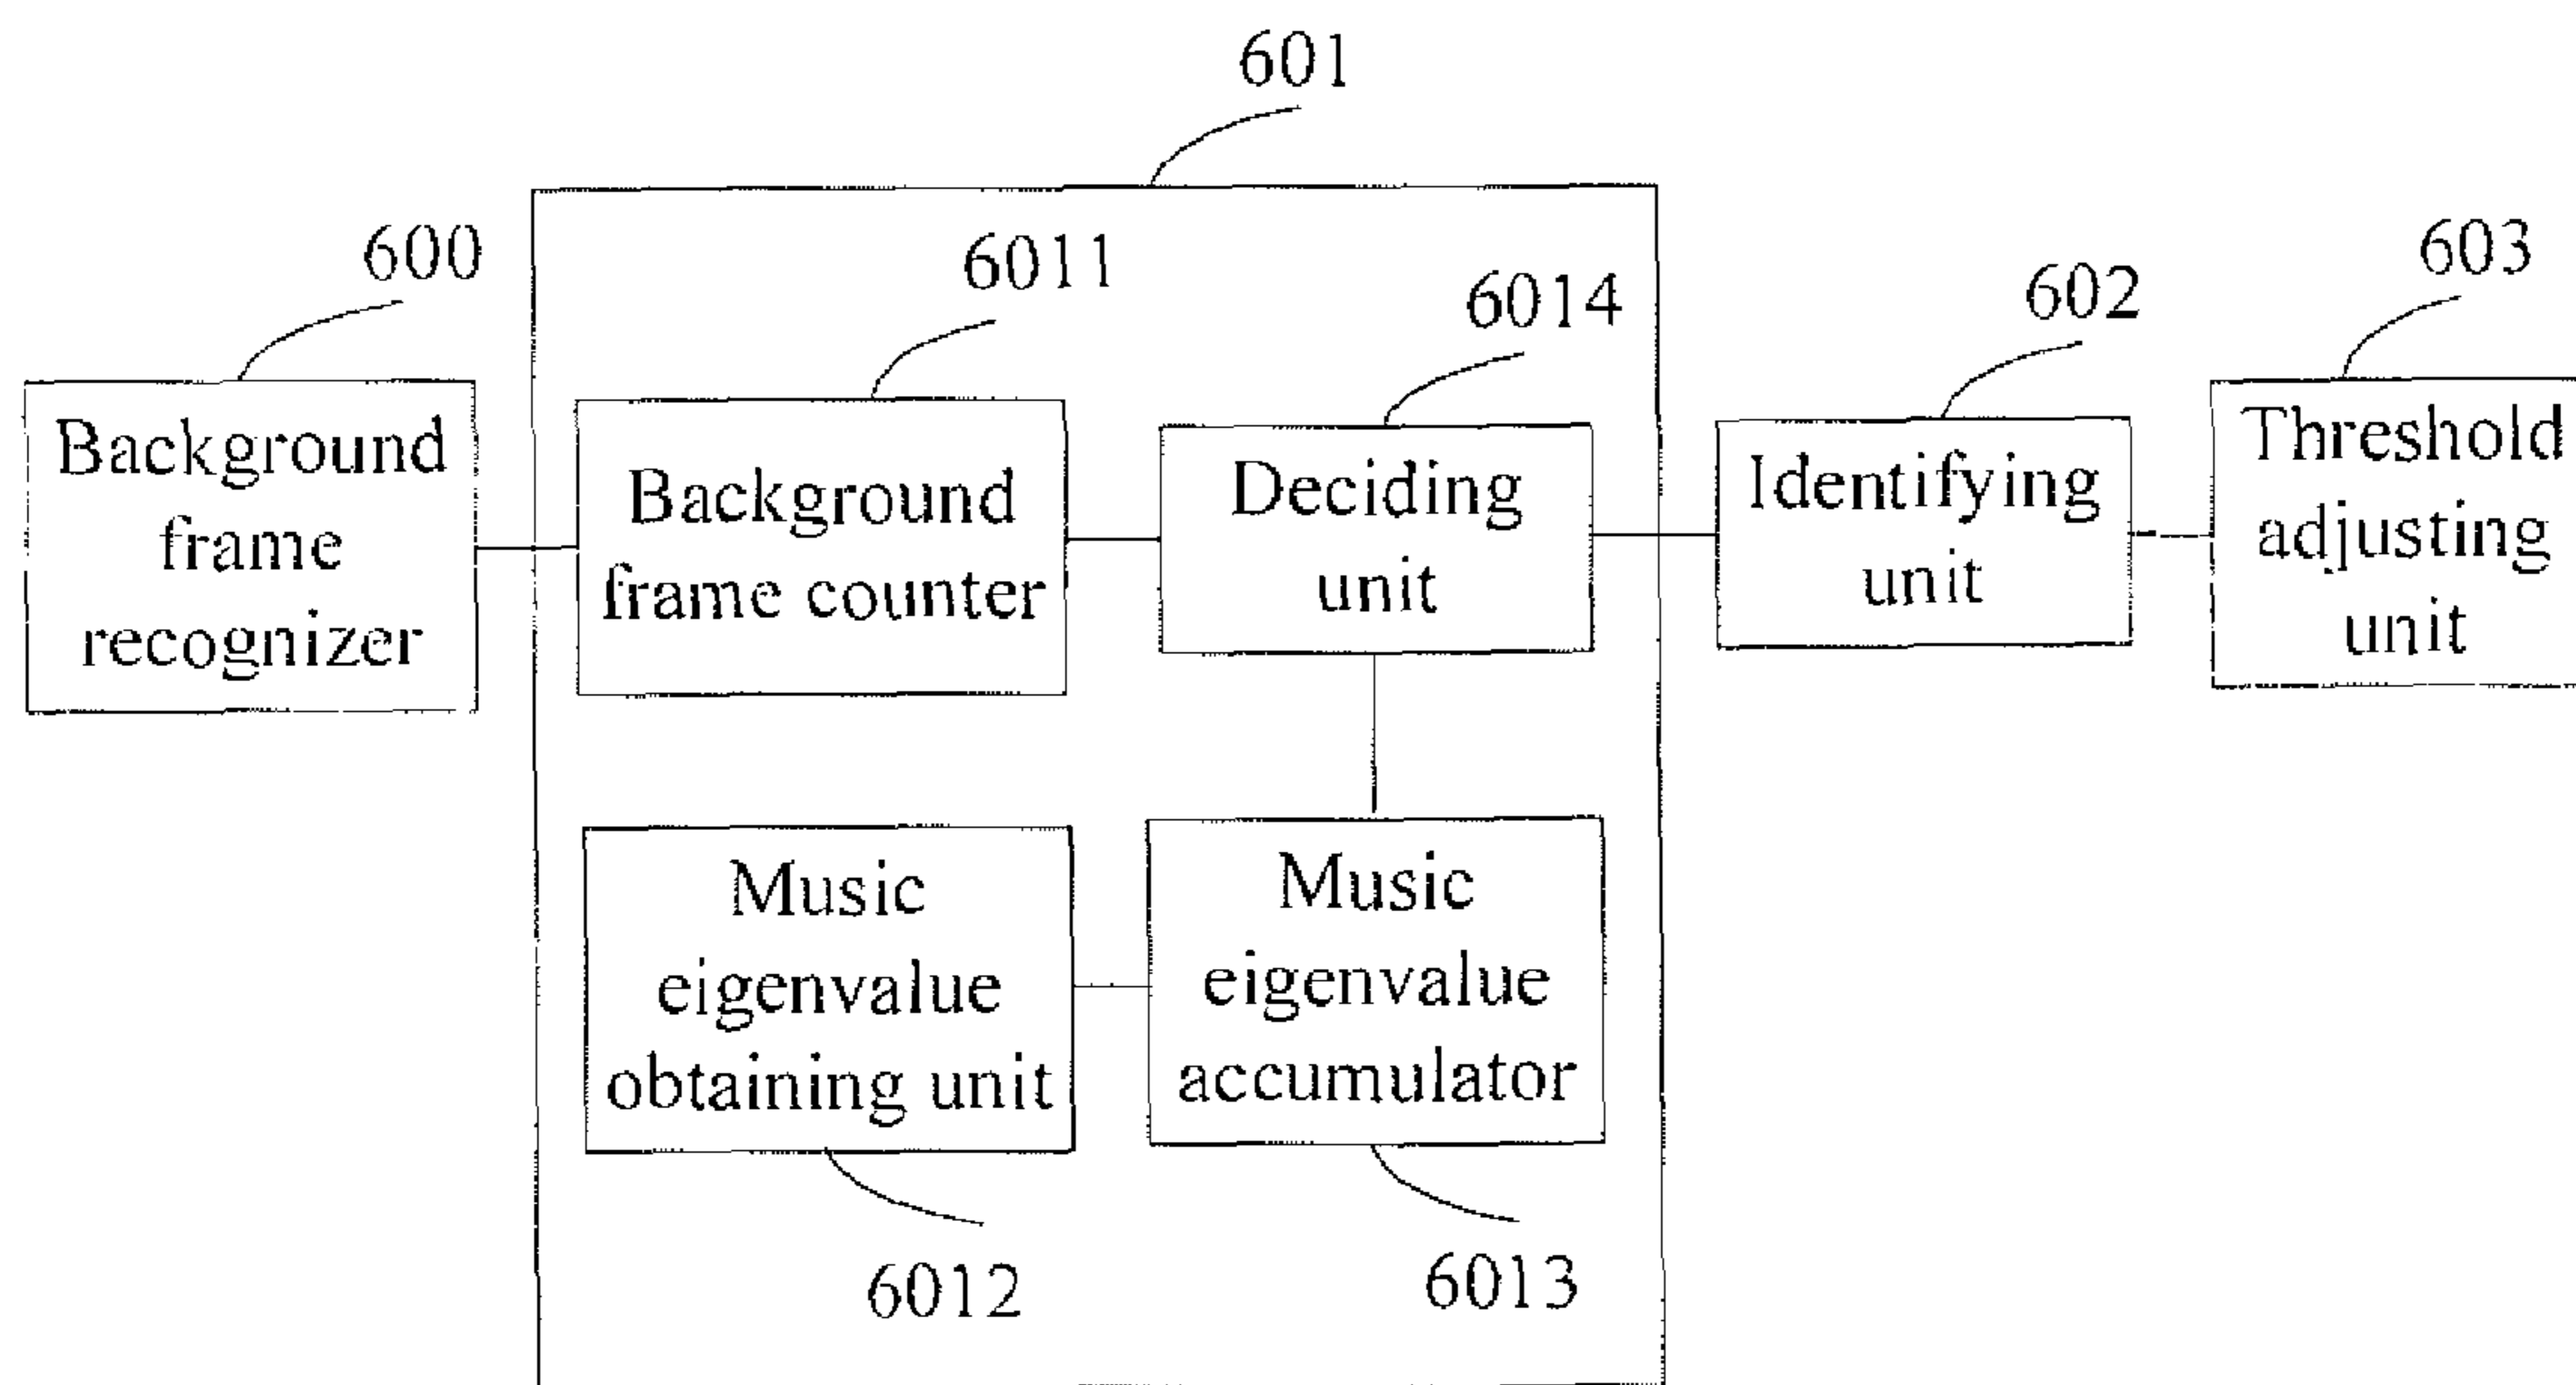 601
600
6011
6014
602
603
Background
frame
recognizer
Background
frame counter
Deciding
unit
Identifying
unit
Threshold
adjusting
unit
Music
eigenvalue
obtaining unit
Music
eigenvalue
accumulator
6012
6013